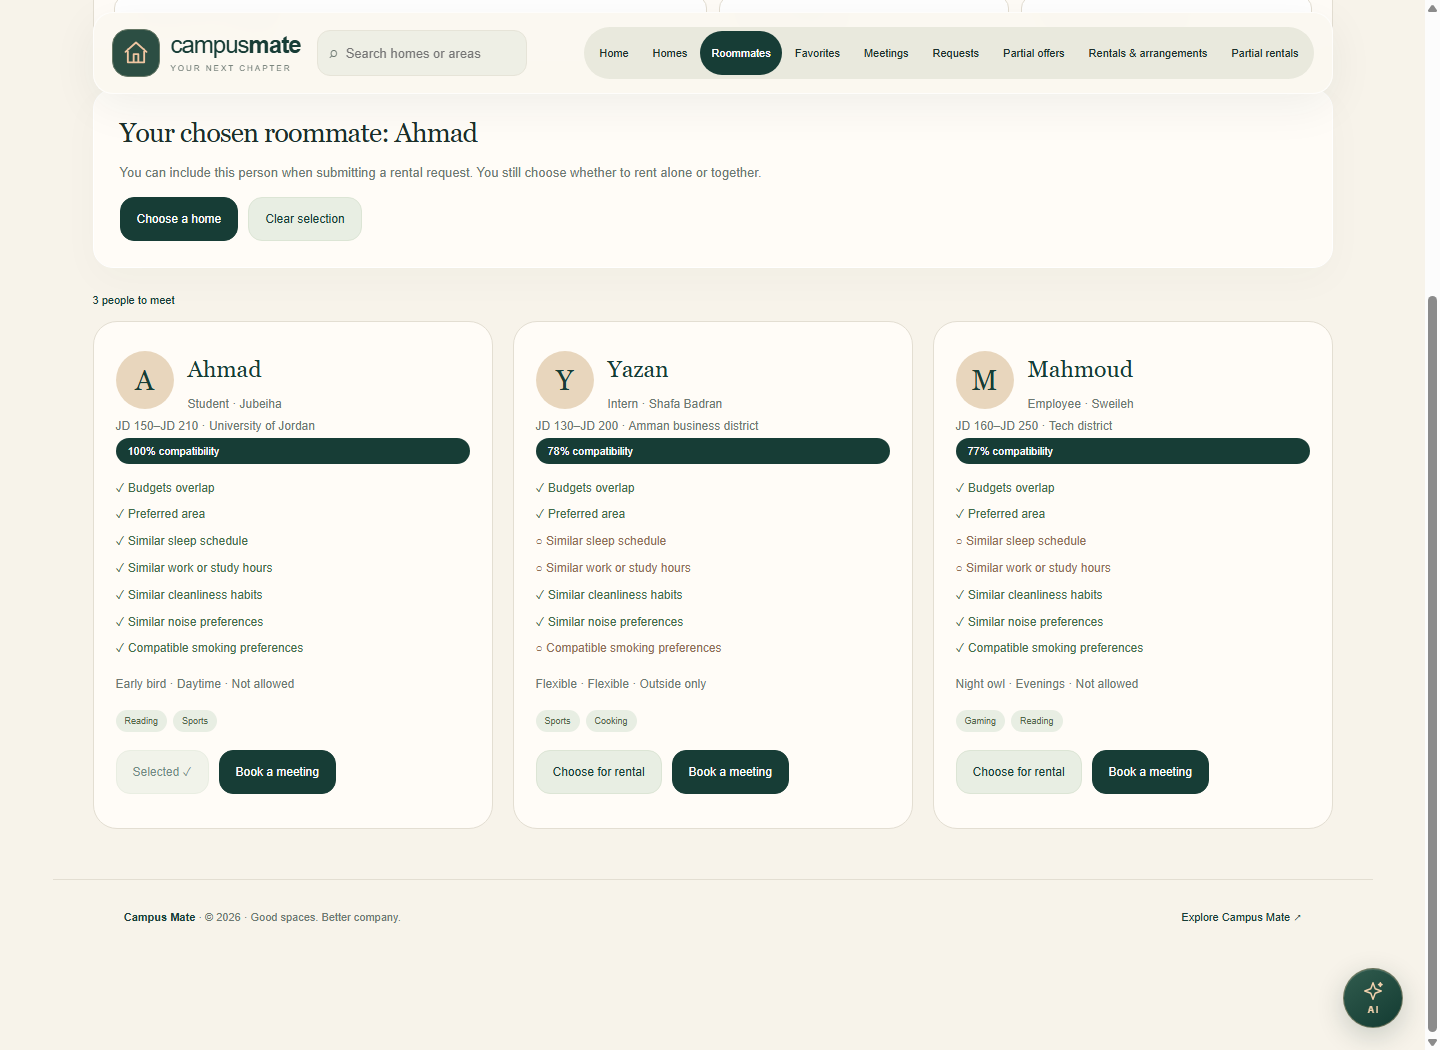 campusmate
YOUR NEXT CHAPTER
Search homes or areas
Home Homes Roommates Favorites Meetings Requests Partial offers Rentals & arrangements Partial rentals
Your chosen roommate: Ahmad
You can include this person when submitting a rental request. You still choose whether to rent alone or together.
Choose a home Clear selection
3 people to meet
A
Ahmad
Student · Jubeiha
JD 150–JD 210 · University of Jordan
100% compatibility
✓ Budgets overlap
✓ Preferred area
✓ Similar sleep schedule
✓ Similar work or study hours
✓ Similar cleanliness habits
✓ Similar noise preferences
✓ Compatible smoking preferences
Early bird · Daytime · Not allowed
Reading Sports
Selected ✓ Book a meeting
Y
Yazan
Intern · Shafa Badran
JD 130–JD 200 · Amman business district
78% compatibility
✓ Budgets overlap
✓ Preferred area
○ Similar sleep schedule
○ Similar work or study hours
✓ Similar cleanliness habits
✓ Similar noise preferences
○ Compatible smoking preferences
Flexible · Flexible · Outside only
Sports Cooking
Choose for rental Book a meeting
M
Mahmoud
Employee · Sweileh
JD 160–JD 250 · Tech district
77% compatibility
✓ Budgets overlap
✓ Preferred area
○ Similar sleep schedule
○ Similar work or study hours
✓ Similar cleanliness habits
✓ Similar noise preferences
✓ Compatible smoking preferences
Night owl · Evenings · Not allowed
Gaming Reading
Choose for rental Book a meeting
Campus Mate · © 2026 · Good spaces. Better company.
Explore Campus Mate ↗
AI